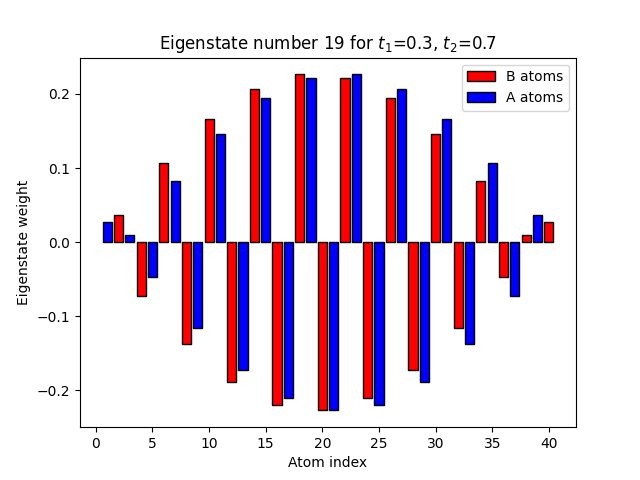 Eigenstate number 19 for t₁=0.3, t₂=0.7
B atoms
A atoms
Eigenstate weight
0.2
0.1
0.0
−0.1
−0.2
0 5 10 15 20 25 30 35 40
Atom index